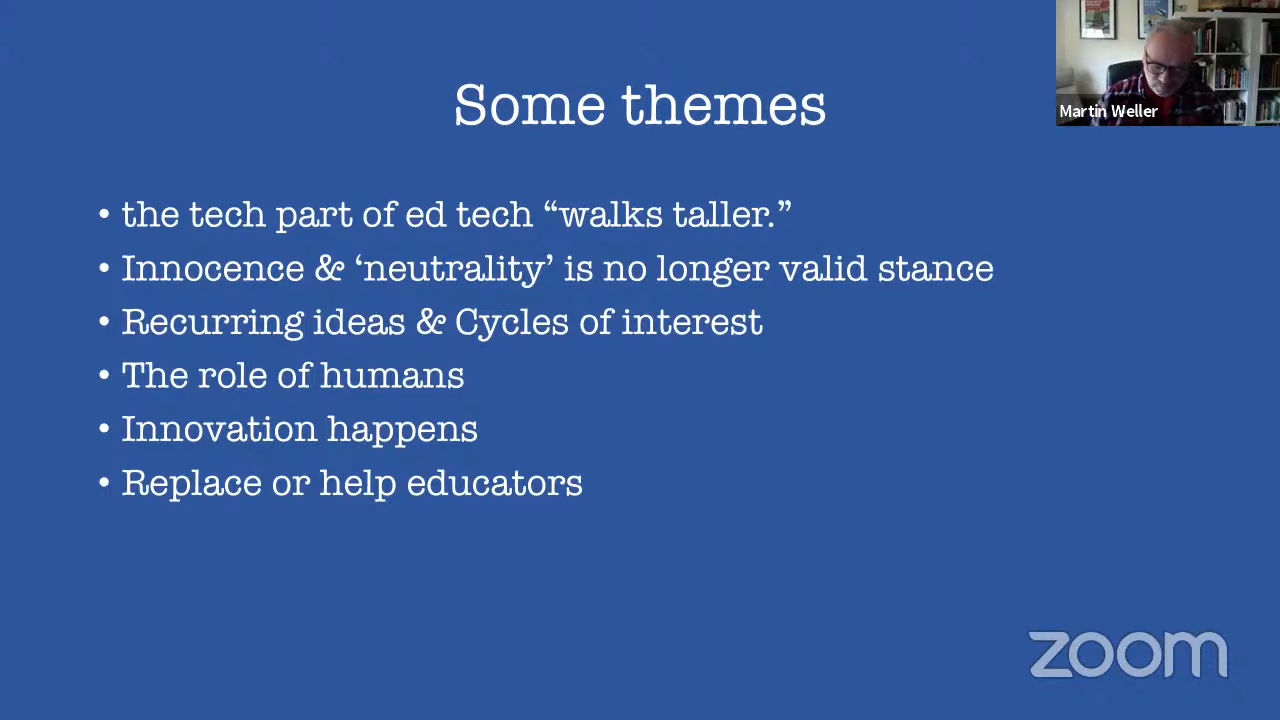 Some themes
Martin Weller
• the tech part of ed tech “walks taller.”
• Innocence & ‘neutrality’ is no longer valid stance
• Recurring ideas & Cycles of interest
• The role of humans
• Innovation happens
• Replace or help educators
zoom